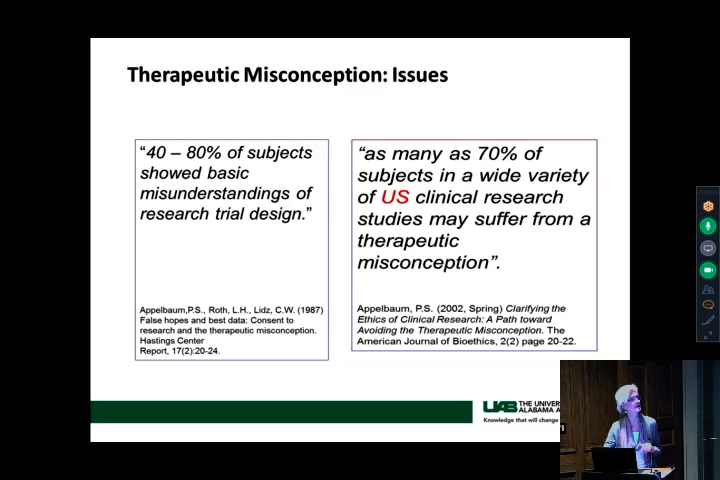 Therapeutic Misconception: Issues
“40 – 80% of subjects
showed basic
misunderstandings of
research trial design.”
Appelbaum,P.S., Roth, L.H., Lidz, C.W. (1987)
False hopes and best data: Consent to
research and the therapeutic misconception.
Hastings Center
Report, 17(2):20-24.
“as many as 70% of
subjects in a wide variety
of US clinical research
studies may suffer from a
therapeutic
misconception”.
Appelbaum, P.S. (2002, Spring) Clarifying the
Ethics of Clinical Research: A Path toward
Avoiding the Therapeutic Misconception. The
American Journal of Bioethics, 2(2) page 20-22.
UAB THE UNIVER
ALABAMA A
Knowledge that will change